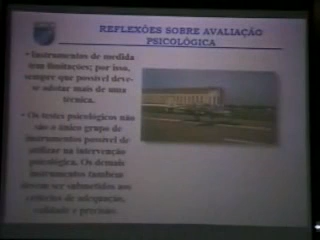 REFLEXÕES SOBRE AVALIAÇÃO
PSICOLÓGICA
• Instrumentos de medida
tem limitações; por isso,
sempre que possível deve-
se adotar mais de uma
técnica.
• Os testes psicológicos não
são o único grupo de
instrumentos possível de
utilizar na intervenção
psicológica. Os demais
instrumentos também
devem ser submetidos aos
critérios de adequação,
validade e precisão.